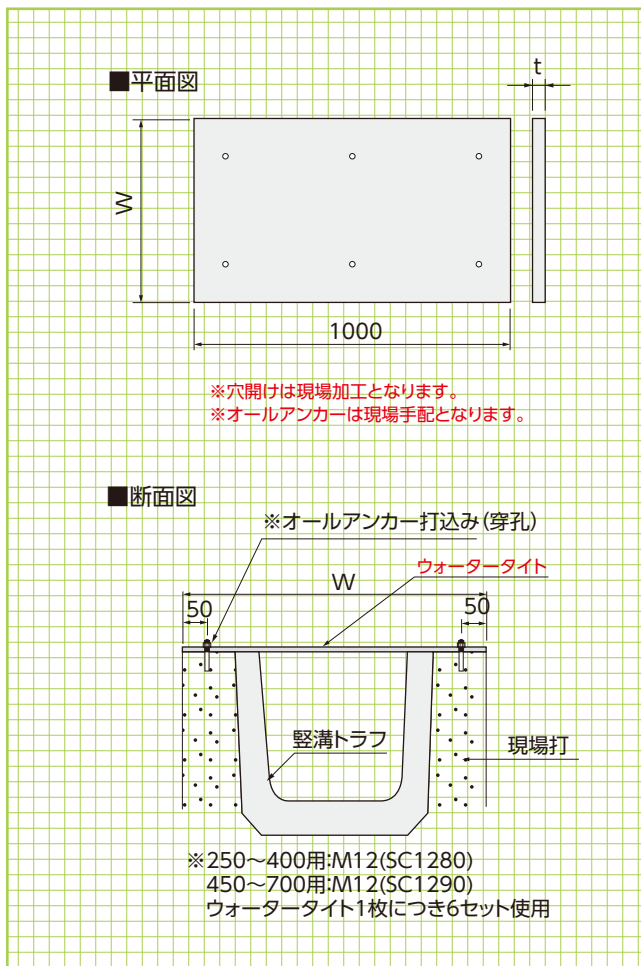 ■平面図
t
W
1000
※穴開けは現場加工となります。
※オールアンカーは現場手配となります。
■断面図
※オールアンカー打込み(穿孔)
ウォータータイト
W
50
50
竪溝トラフ
現場打
※250～400用:M12(SC1280)
450～700用:M12(SC1290)
ウォータータイト1枚につき6セット使用